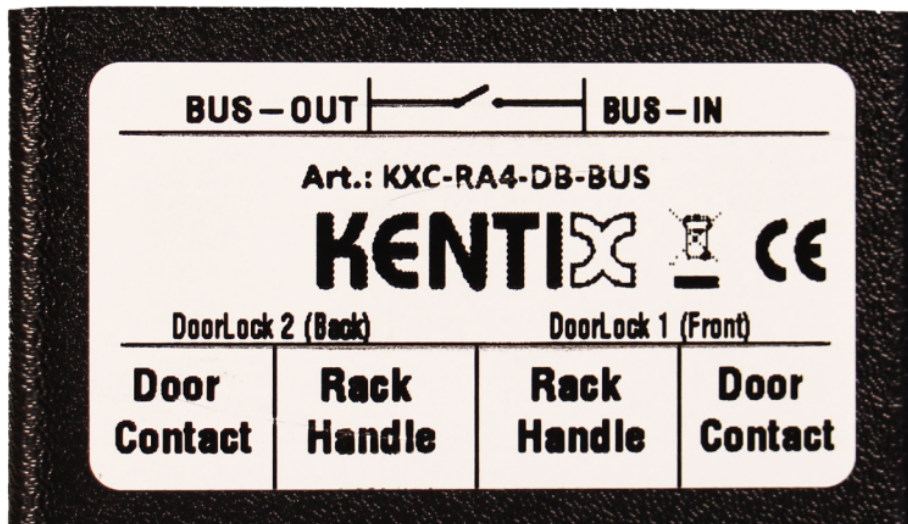 BUS-OUT BUS-IN
Art.: KXC-RA4-DB-BUS
KENTIX CE
DoorLock 2 (Back) DoorLock 1 (Front)
Door Rack Rack Door
Contact Handle Handle Contact